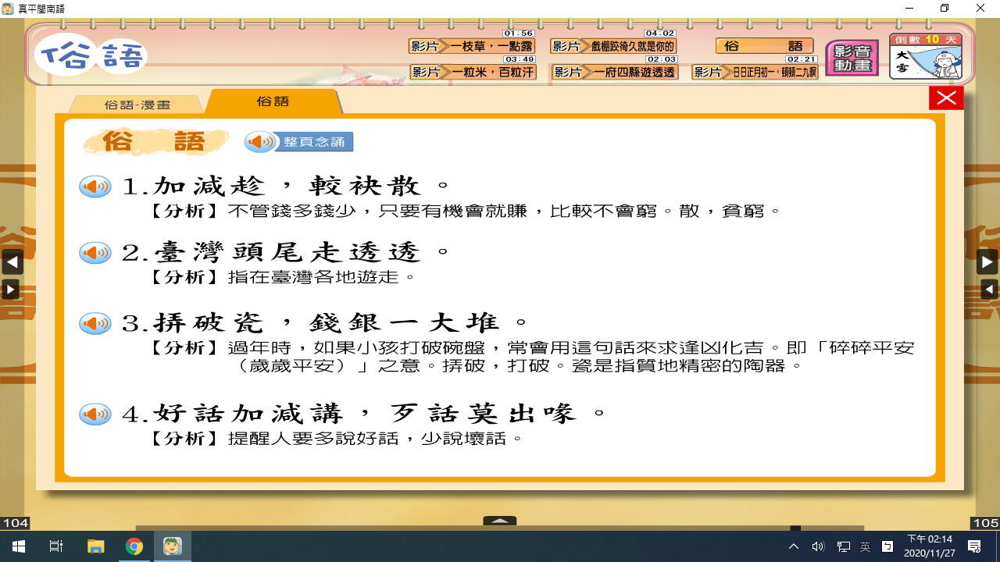 真平閩南語
俗語
01:56
影片 一枝草，一點露
04:02
影片 戲棚跤徛久就是你的
俗 語
03:49
影片 一粒米，百粒汗
02:03
影片 一府四縣遊透透
02:21
影片 日日正月初一，頓頓二九暝
影音動畫
倒數 10 天
大雪
俗語-漫畫
俗語
俗 語
整頁念誦
1.加減趁，較袂散。
【分析】不管錢多錢少，只要有機會就賺，比較不會窮。散，貧窮。
2.臺灣頭尾走透透。
【分析】指在臺灣各地遊走。
3.挵破瓷，錢銀一大堆。
【分析】過年時，如果小孩打破碗盤，常會用這句話來求逢凶化吉。即「碎碎平安
（歲歲平安）」之意。挵破，打破。瓷是指質地精密的陶器。
4.好話加減講，歹話莫出喙。
【分析】提醒人要多說好話，少說壞話。
104
105
英
下午 02:14
2020/11/27